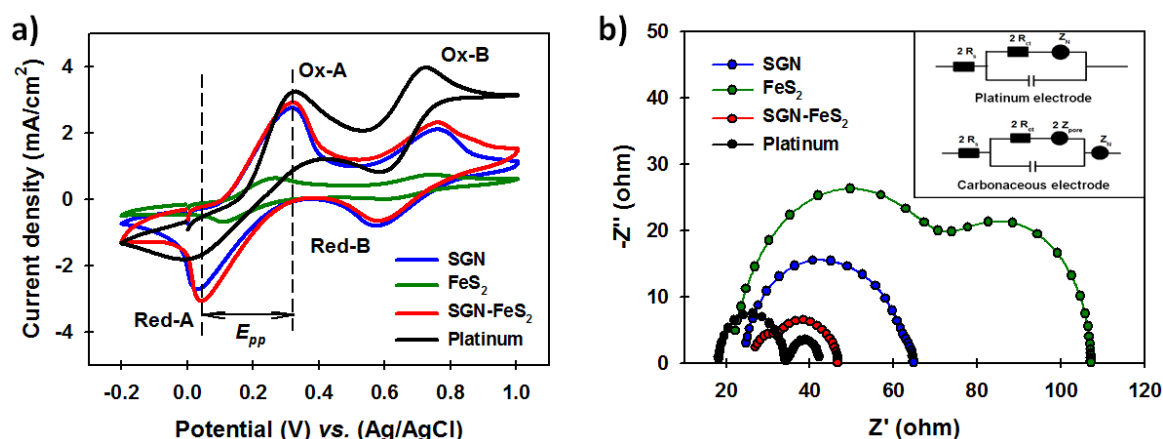 a)
Current density (mA/cm²)
4
2
0
-2
-4
-0.2 0.0 0.2 0.4 0.6 0.8 1.0
Potential (V) vs. (Ag/AgCl)
Ox-A
Ox-B
Red-A
Red-B
Epp
SGN
FeS₂
SGN-FeS₂
Platinum
b)
-Z'' (ohm)
50
40
30
20
10
0
20 40 60 80 100 120
Z' (ohm)
SGN
FeS₂
SGN-FeS₂
Platinum
2 Rs 2 Rct ZN
Platinum electrode
2 Rs 2 Rct 2 Zpore ZN
Carbonaceous electrode